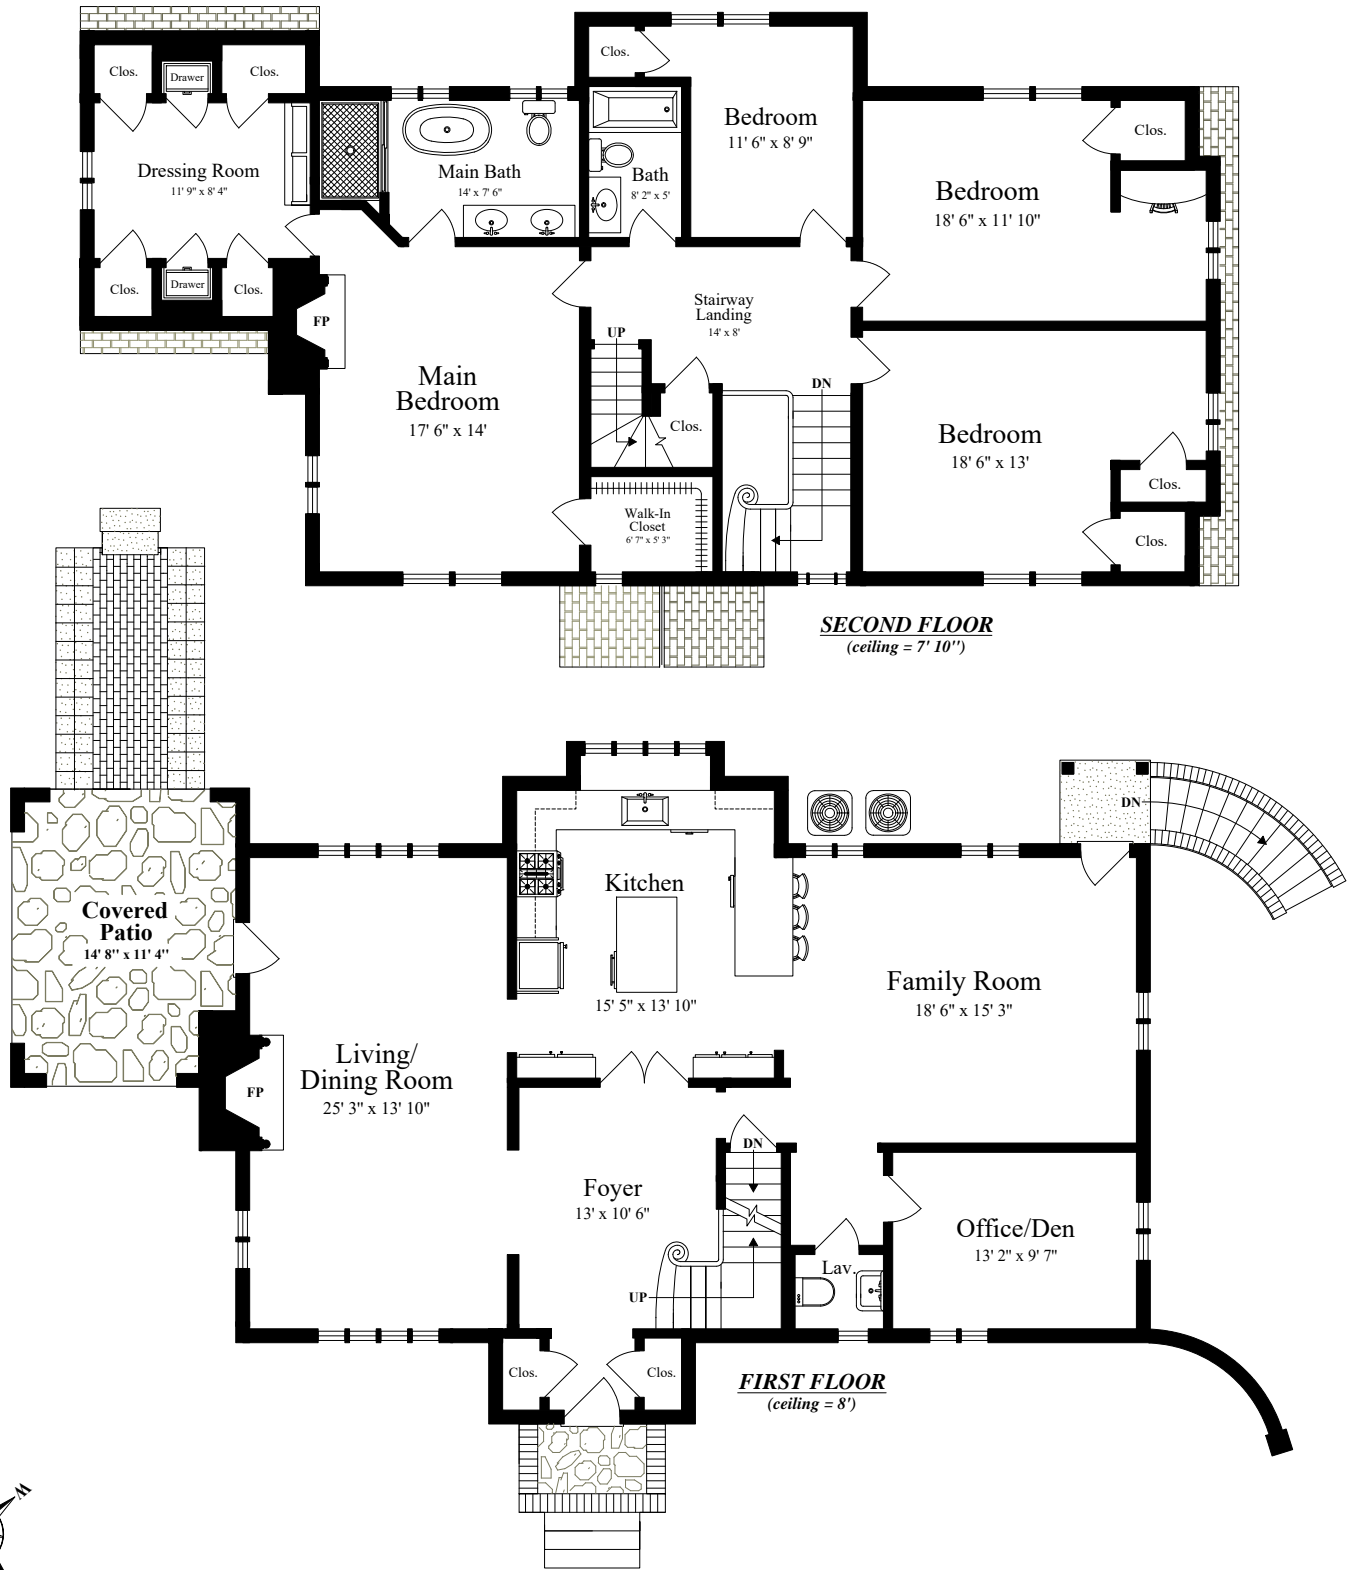 Clos.
Drawer
Clos.
Dressing Room
11' 9" x 8' 4"
Clos.
Drawer
Clos.
Main Bath
14' x 7' 6"
Clos.
Bath
8' 2" x 5'
Bedroom
11' 6" x 8' 9"
Bedroom
18' 6" x 11' 10"
Clos.
FP
Main
Bedroom
17' 6" x 14'
UP
Stairway
Landing
14' x 8'
DN
Clos.
Walk-In
Closet
6' 7" x 5' 3"
Bedroom
18' 6" x 13'
Clos.
Clos.
SECOND FLOOR
(ceiling = 7' 10")
Covered
Patio
14' 8" x 11' 4"
FP
Living/
Dining Room
25' 3" x 13' 10"
Kitchen
15' 5" x 13' 10"
Family Room
18' 6" x 15' 3"
DN
Foyer
13' x 10' 6"
DN
UP
Lav.
Office/Den
13' 2" x 9' 7"
Clos.
Clos.
FIRST FLOOR
(ceiling = 8')
W